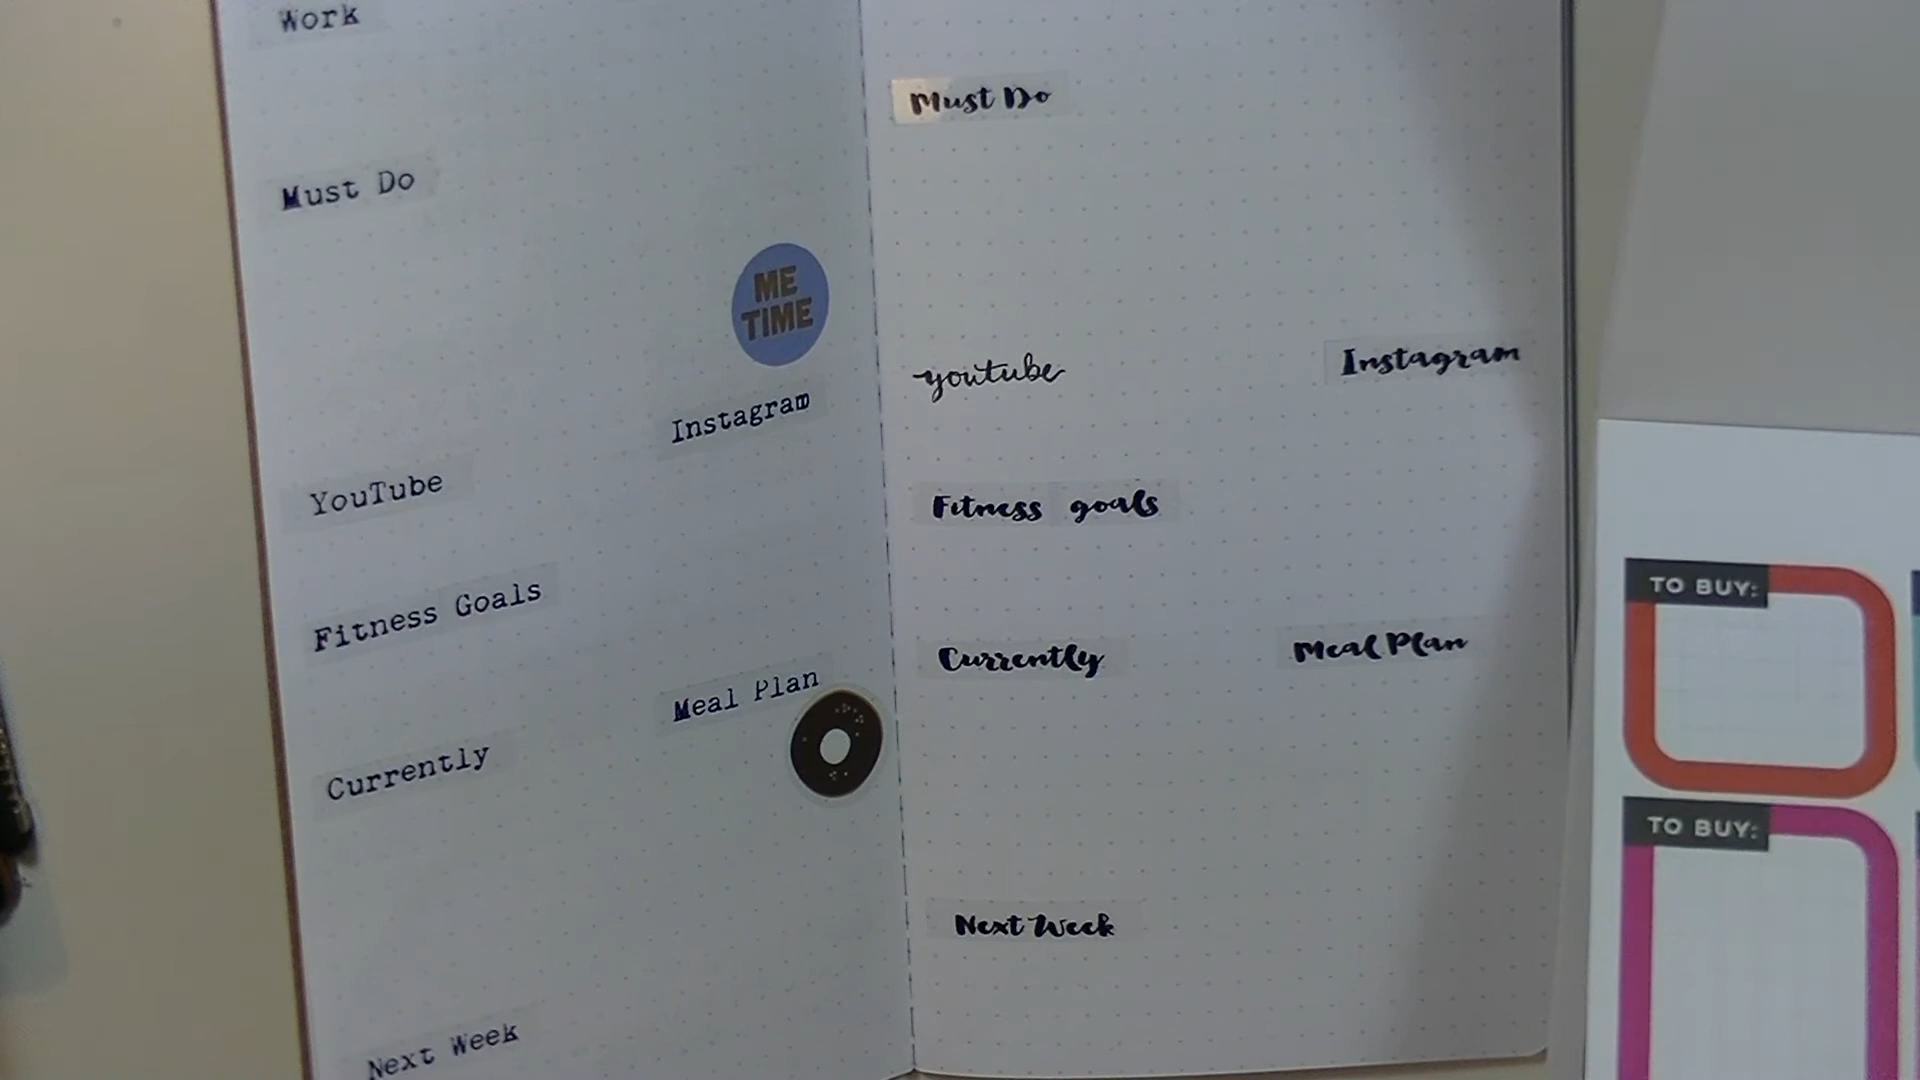 Work
Must Do
ME
TIME
Instagram
YouTube
Fitness Goals
Meal Plan
Currently
Next Week
Must Do
youtube
Instagram
Fitness goals
Currently
Meal Plan
Next Week
TO BUY:
TO BUY: